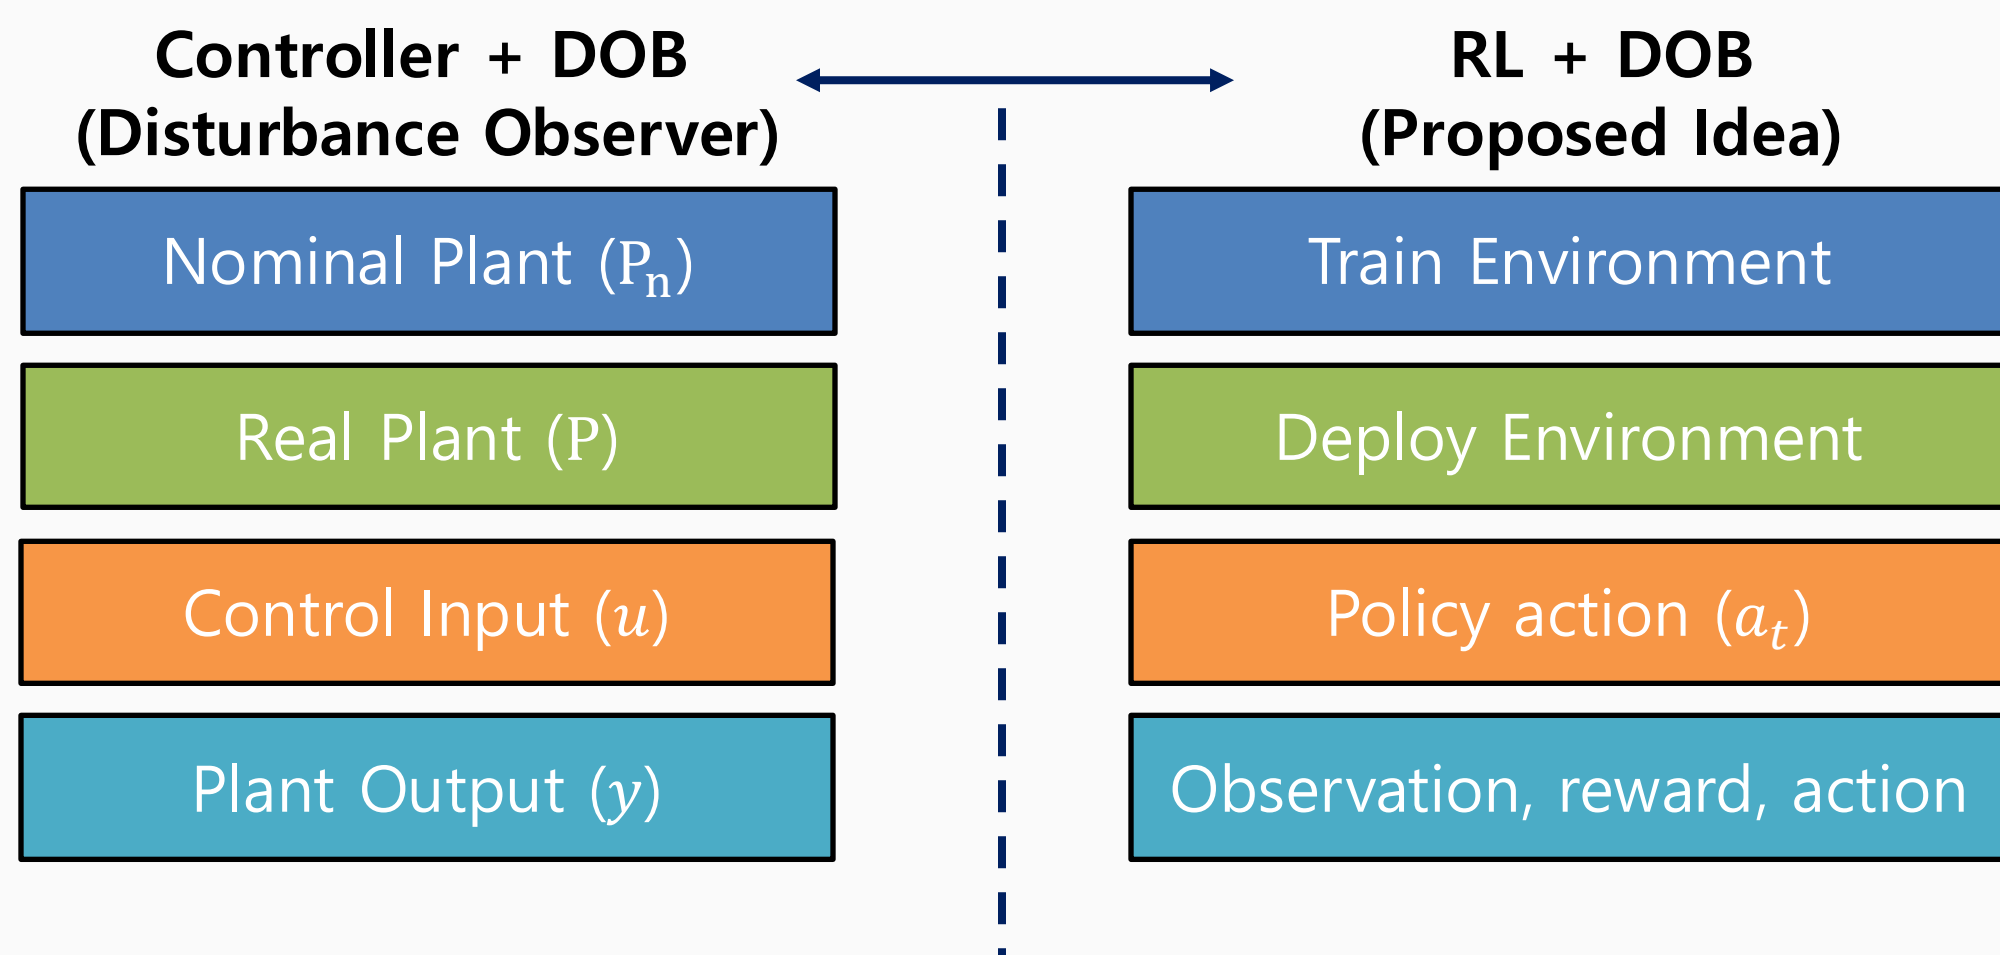 Controller + DOB
(Disturbance Observer)
Nominal Plant (Pₙ)
Real Plant (P)
Control Input (u)
Plant Output (y)
RL + DOB
(Proposed Idea)
Train Environment
Deploy Environment
Policy action (aₜ)
Observation, reward, action